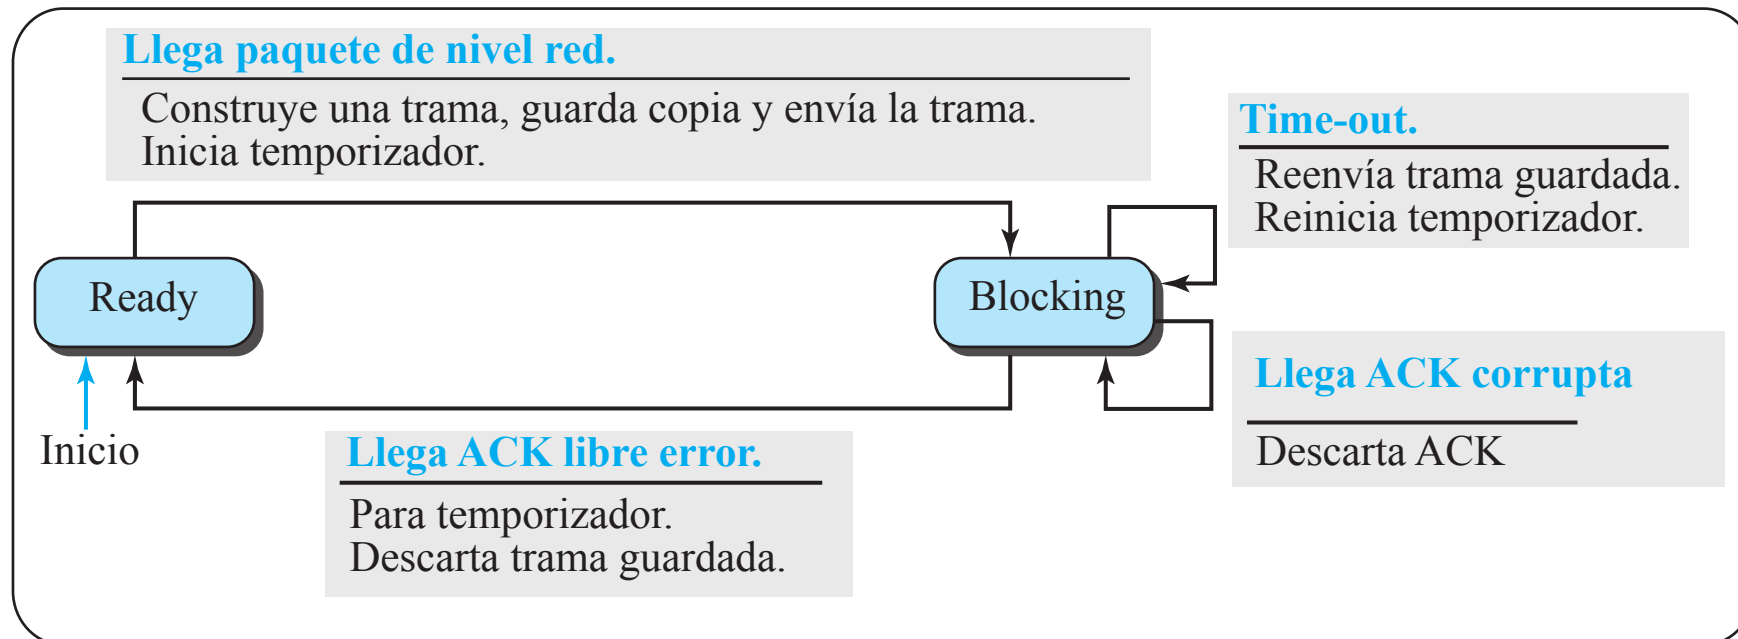 Llega paquete de nivel red.
Construye una trama, guarda copia y envía la trama.
Inicia temporizador.
Time-out.
Reenvía trama guardada.
Reinicia temporizador.
Ready
Blocking
Llega ACK corrupta
Descarta ACK
Inicio
Llega ACK libre error.
Para temporizador.
Descarta trama guardada.